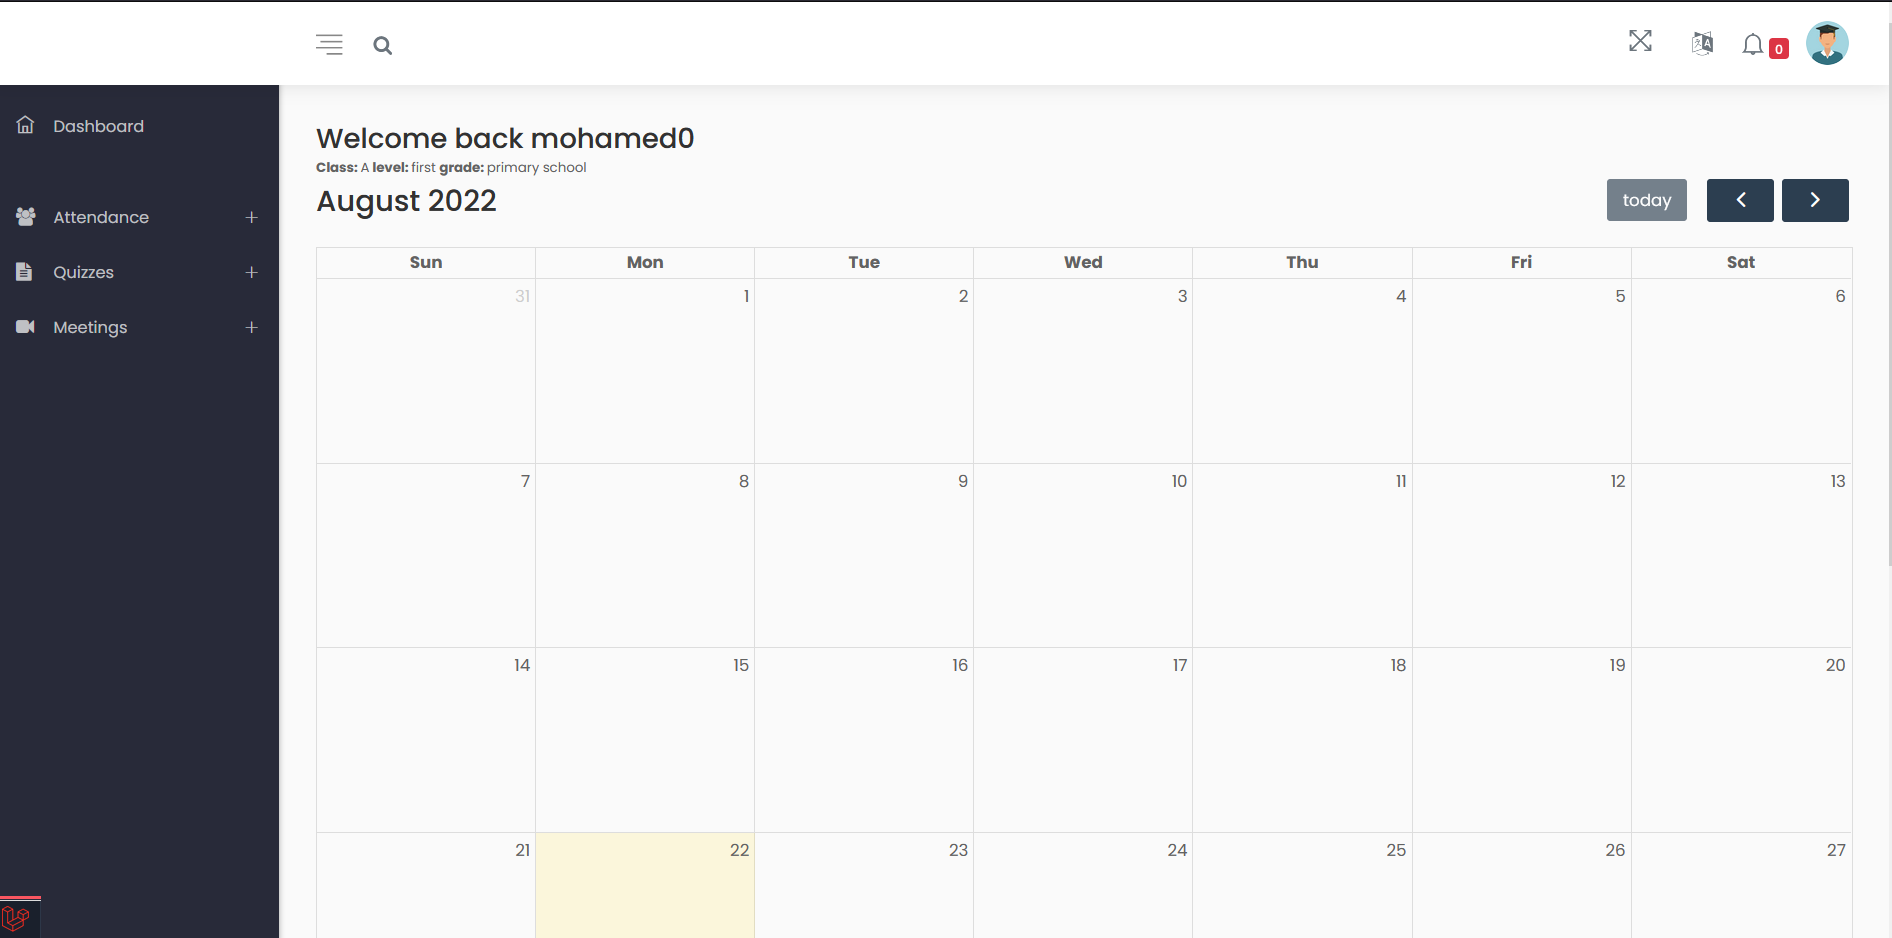 0
Dashboard
Attendance
Quizzes
Meetings
Welcome back mohamed0
Class: A level: first grade: primary school
August 2022
today
Sun Mon Tue Wed Thu Fri Sat
31 1 2 3 4 5 6
7 8 9 10 11 12 13
14 15 16 17 18 19 20
21 22 23 24 25 26 27